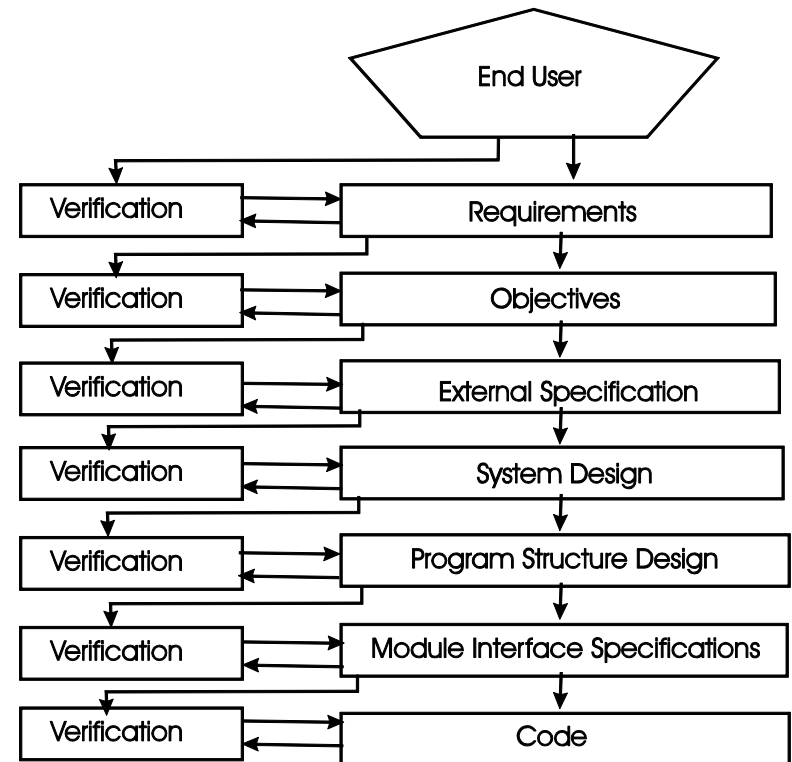 End User
Verification
Requirements
Verification
Objectives
Verification
External Specification
Verification
System Design
Verification
Program Structure Design
Verification
Module Interface Specifications
Verification
Code